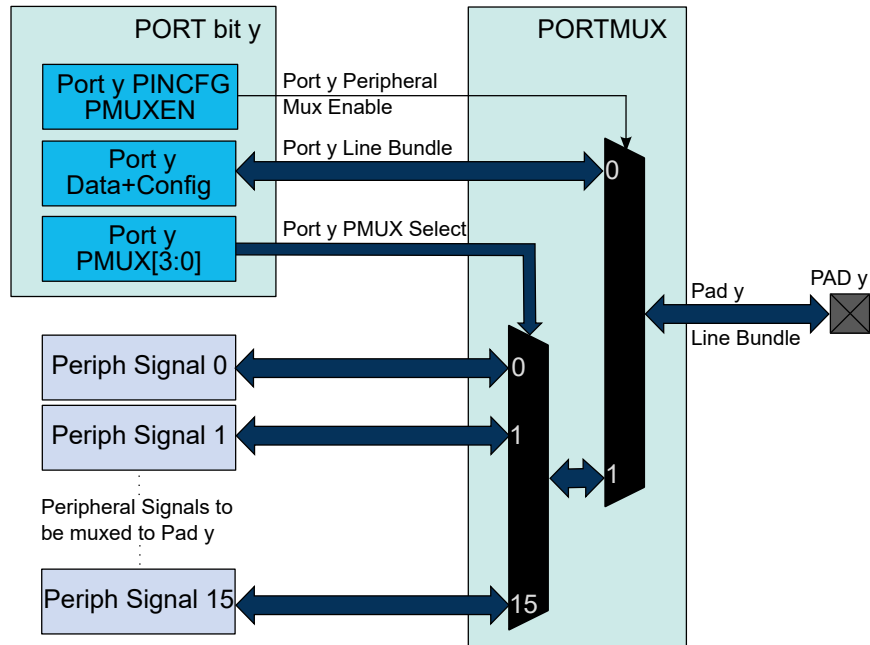 PORT bit y
PORTMUX
Port y PINCFG
PMUXEN
Port y Peripheral
Mux Enable
Port y
Data+Config
Port y Line Bundle
0
Port y
PMUX[3:0]
Port y PMUX Select
Pad y
Line Bundle
PAD y
Periph Signal 0
0
Periph Signal 1
1
1
Peripheral Signals to
be muxed to Pad y
Periph Signal 15
15